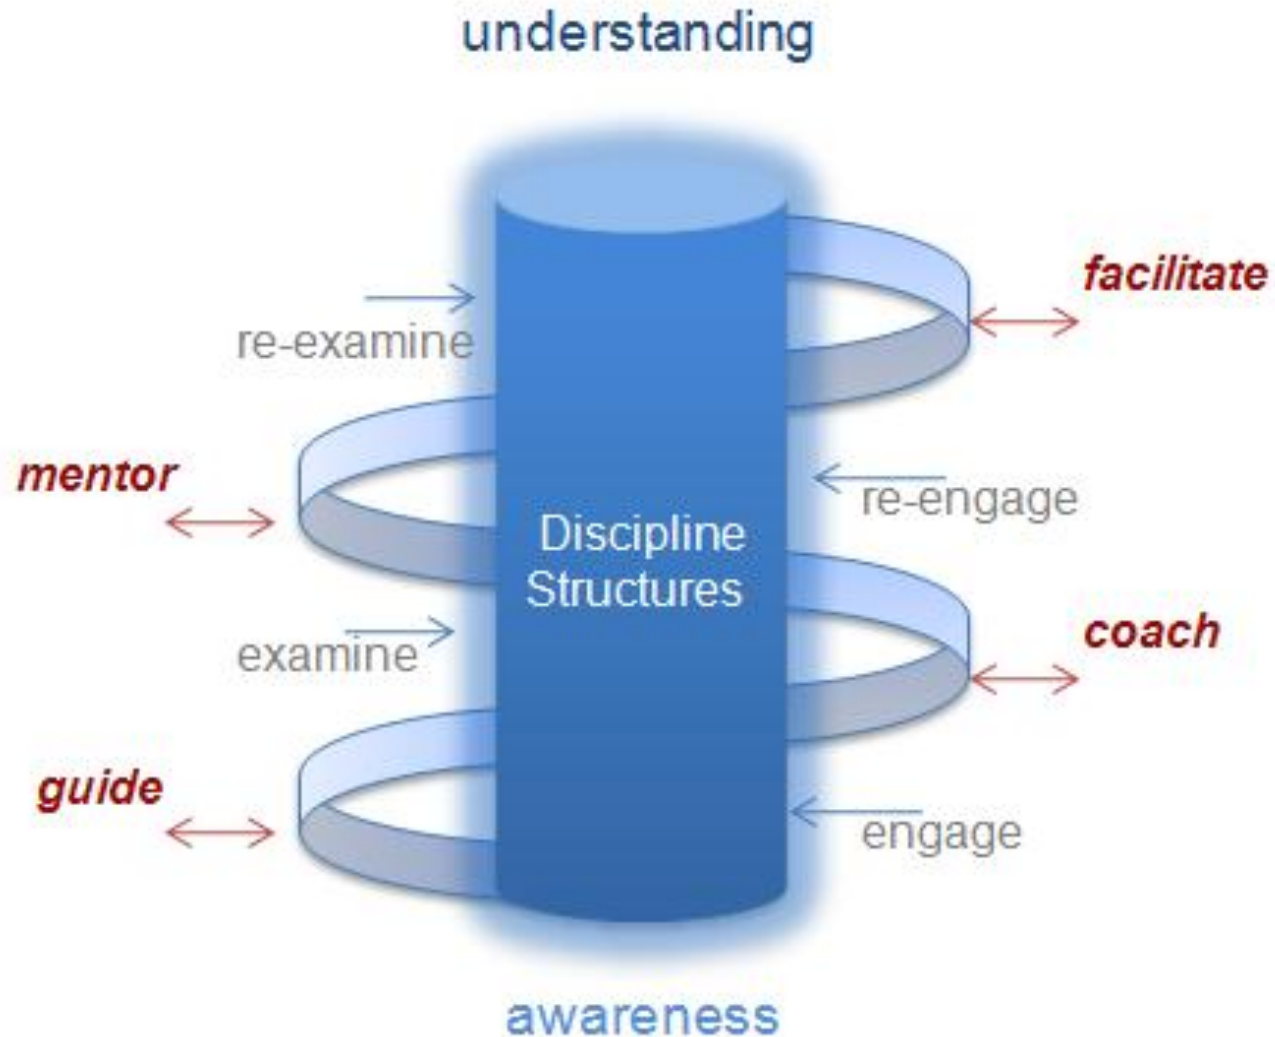 understanding
facilitate
re-examine
mentor
re-engage
Discipline
Structures
coach
examine
guide
engage
awareness